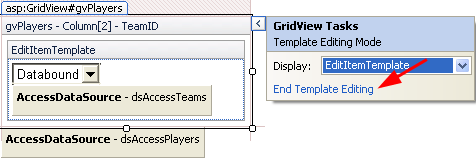 asp:GridView#gvPlayers
gvPlayers - Column[2] - TeamID
EditItemTemplate
Databound
AccessDataSource - dsAccessTeams
AccessDataSource - dsAccessPlayers
GridView Tasks
Template Editing Mode
Display: EditItemTemplate
End Template Editing